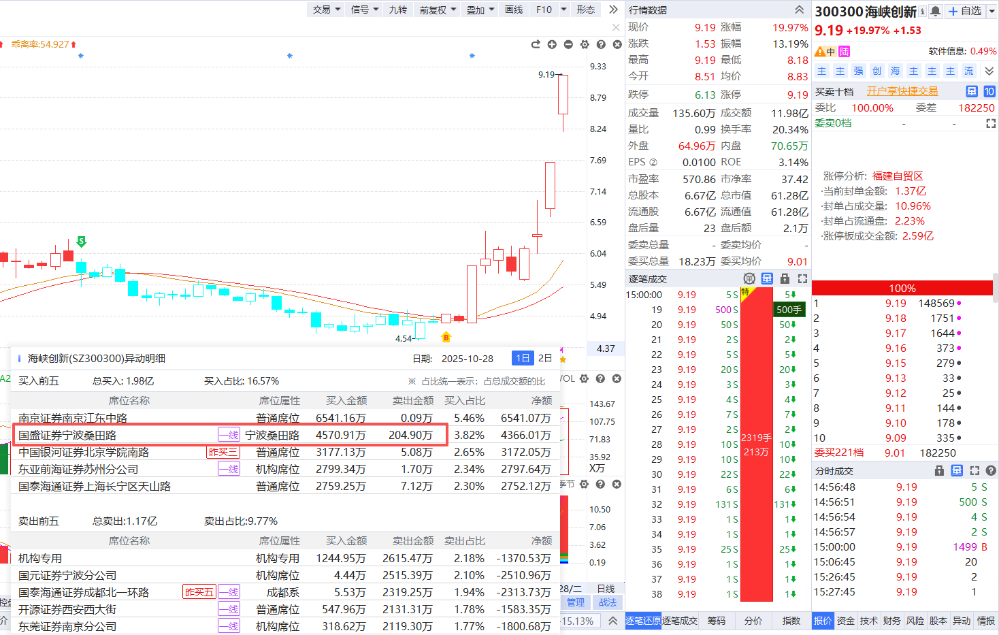 交易 信号 九转 前复权 叠加 画线 F10 形态
乖离率:54.927
9.19
9.33
8.79
8.24
7.69
7.14
6.59
6.04
5.49
4.94
4.37
S
B
4.54
海峡创新(SZ300300)异动明细 日期: 2025-10-28 1日 2日
买入前五 总买入: 1.98亿 买入占比: 16.57% ※ 占比统一表示：占总成交额的比
席位名称 席位属性 买入金额 卖出金额 买入占比 净额
南京证券南京江东中路 普通席位 6541.16万 0.09万 5.46% 6541.07万
国盛证券宁波桑田路 一线 宁波桑田路 4570.91万 204.90万 3.82% 4366.01万
中国银河证券北京学院南路 昨买三 普通席位 3177.13万 5.08万 2.65% 3172.05万
东亚前海证券苏州分公司 一线 机构席位 2799.34万 1.70万 2.34% 2797.64万
国泰海通证券上海长宁区天山路 普通席位 2759.25万 7.12万 2.30% 2752.12万
卖出前五 总卖出:1.17亿 卖出占比:9.77%
席位名称 席位属性 买入金额 卖出金额 卖出占比 净额
机构专用 机构专用 1244.95万 2615.47万 2.18% -1370.53万
国元证券宁波分公司 机构席位 4.44万 2515.39万 2.10% -2510.96万
国泰海通证券成都北一环路 昨买五 一线 成都系 5.53万 2319.25万 1.94% -2313.73万
开源证券西安西大街 一线 普通席位 547.96万 2131.31万 1.78% -1583.35万
东莞证券南京分公司 一线 机构席位 318.62万 2119.30万 1.77% -1800.68万
A2
VOL
143.67
107.75
71.83
35.92
X万
季节
10.50
7.06
3.62
0.19
28/二 日线
管理 战法
-15.13%
行情数据
现价 9.19 涨幅 19.97%
涨跌 1.53 振幅 13.19%
最高 9.19 最低 8.18
今开 8.51 均价 8.83
跌停 6.13 涨停 9.19
成交量 135.60万 成交额 11.98亿
量比 0.99 换手率 20.34%
外盘 64.96万 内盘 70.65万
EPS ② 0.0100 ROE 3.14%
市盈率 570.86 市净率 37.42
总股本 6.67亿 总市值 61.28亿
流通股 6.67亿 流通值 61.28亿
盘后量 23 盘后额 2.1万
委卖总量 - 委卖均价 -
委买总量 18.23万 委买均价 9.01
逐笔成交 单 量
15:00:00 9.19 5 S 特 5
19 9.19 500 S 500手
20 9.19 50 S 50
21 9.19 2 S 2
22 9.19 5 S 5
23 9.19 20 S 20
24 9.19 3 S 3
25 9.19 4 S 4
26 9.19 7 S 7
27 9.19 2 S 2
28 9.19 10 S 10
29 9.19 10 S 10
30 9.19 22 S 22
31 9.19 6 S 6
32 9.19 131 S 131
33 9.19 1 S 1
34 9.19 1 S 1
35 9.19 25 S 25
36 9.19 1 S 1
37 9.19 1 S 1
38 9.19 1 S 1
2319手
213万
逐笔还原 逐笔成交 筹码 分价 指数
300300 海峡创新 自选
9.19 +19.97% +1.53
中 陆 软件信息: 0.49%
主 主 强 创 海 主 主 主 流
买卖十档 开户享快捷交易 量 10
委比 100.00% 委差 182250
委卖0档 - -
涨停分析: 福建自贸区
·当前封单金额: 1.37亿
·封单占成交量: 10.96%
·封单占流通盘: 2.23%
·涨停板成交金额: 2.59亿
100%
1 9.19 148569
2 9.18 1751
3 9.17 1644
4 9.16 373
5 9.15 279
6 9.13 33
7 9.12 25
8 9.11 144
9 9.10 178
10 9.09 335
委买221档 9.01 182250
分时成交 量
14:56:48 9.19 5 S
14:56:51 9.19 500 S
14:56:54 9.19 4 S
14:56:57 9.19 2 S
15:00:00 9.19 1499 B
15:06:45 9.19 20
15:26:45 9.19 2
15:27:45 9.19 1
报价 资金 技术 财务 风险 股本 异动 情报